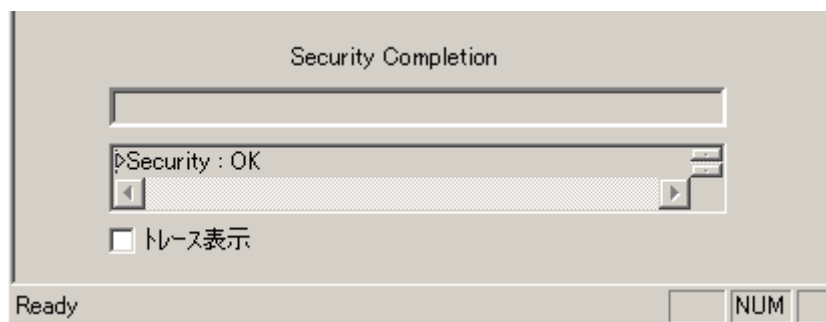 Security Completion
Security : OK
トレース表示
Ready
NUM